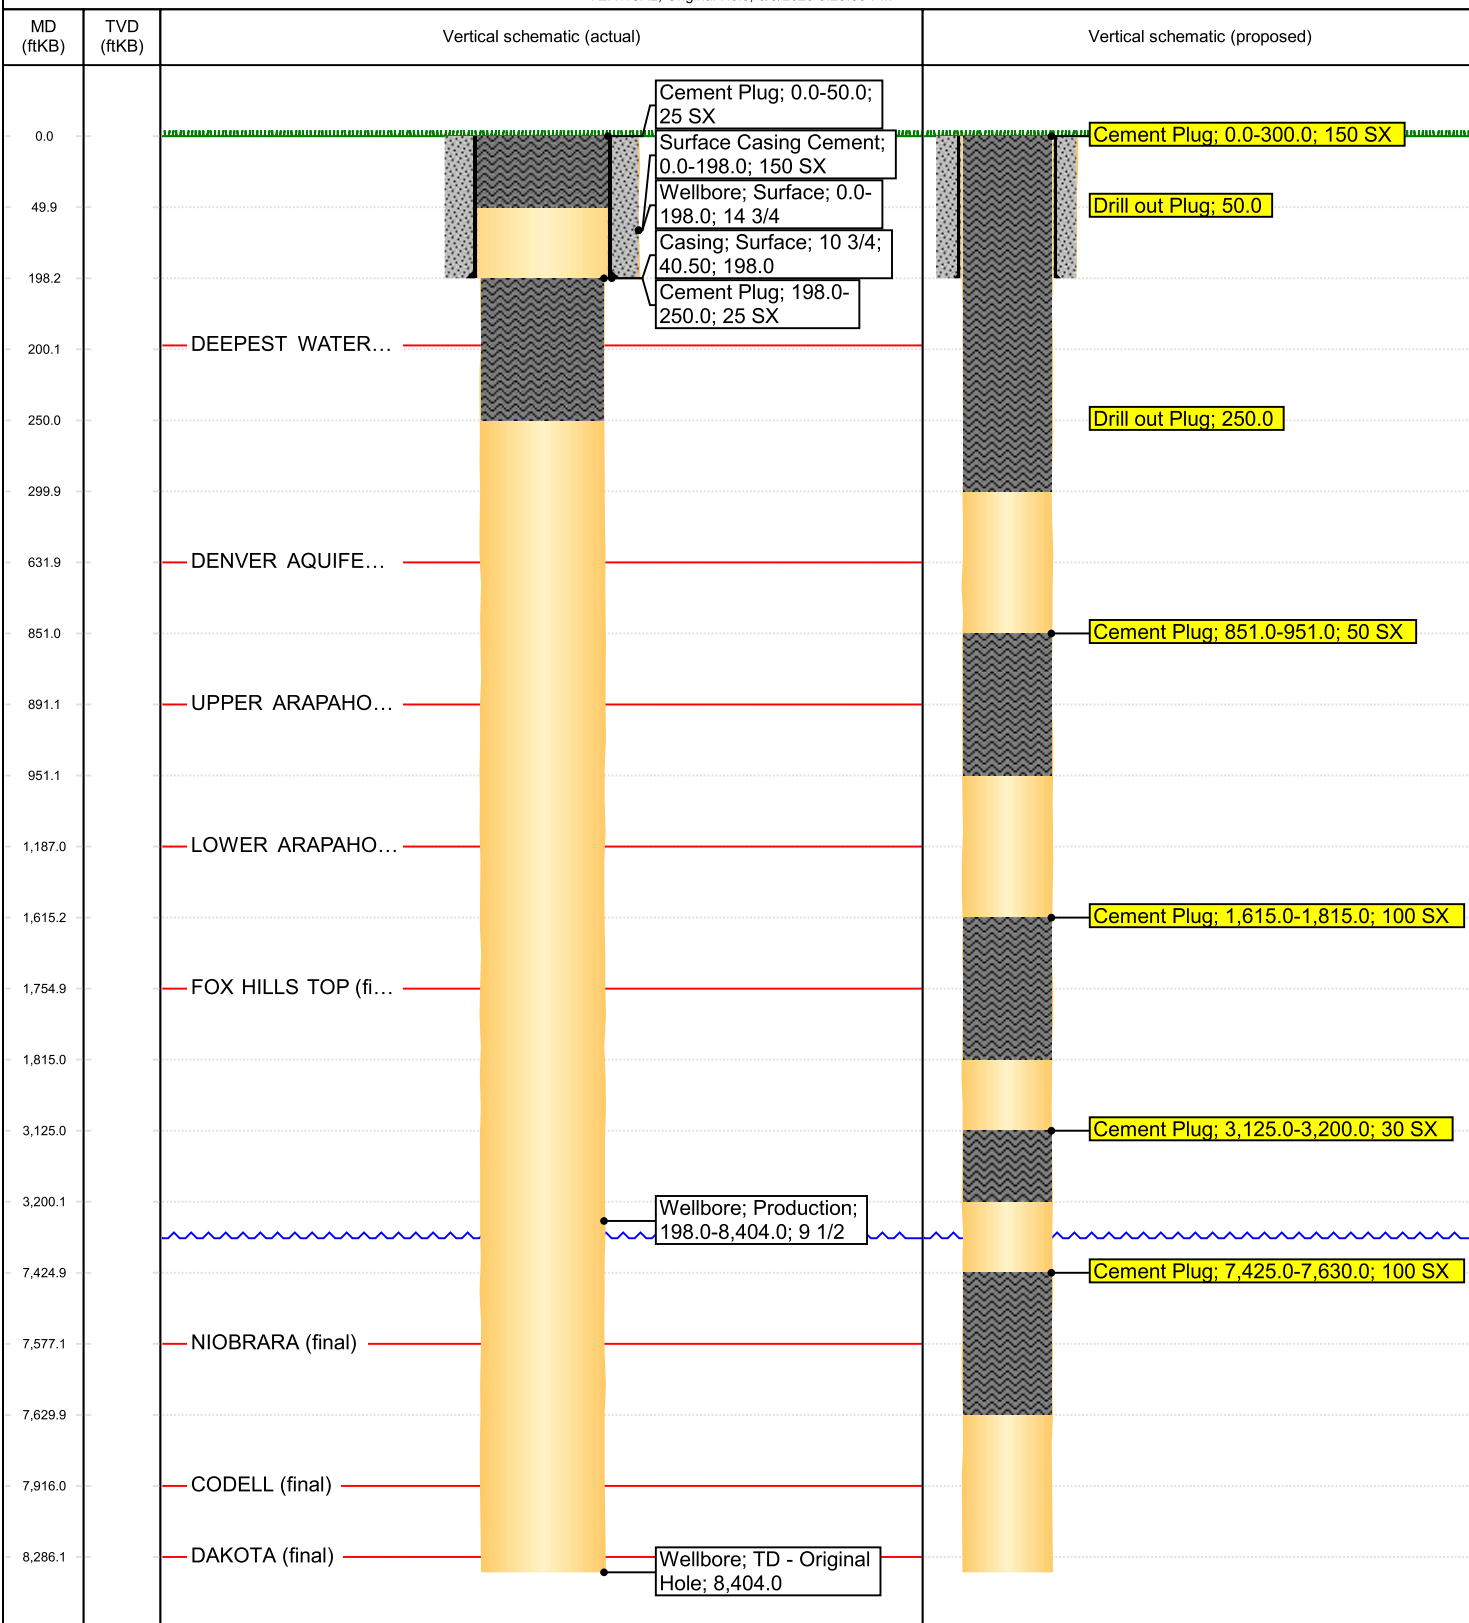 MD
(ftKB)
TVD
(ftKB)
Vertical schematic (actual)
Vertical schematic (proposed)
0.0
49.9
198.2
200.1
250.0
299.9
631.9
851.0
891.1
951.1
1,187.0
1,615.2
1,754.9
1,815.0
3,125.0
3,200.1
7,424.9
7,577.1
7,629.9
7,916.0
8,286.1
DEEPEST WATER…
DENVER AQUIFE…
UPPER ARAPAHO…
LOWER ARAPAHO…
FOX HILLS TOP (fi…
NIOBRARA (final)
CODELL (final)
DAKOTA (final)
Cement Plug; 0.0-50.0;
25 SX
Surface Casing Cement;
0.0-198.0; 150 SX
Wellbore; Surface; 0.0-
198.0; 14 3/4
Casing; Surface; 10 3/4;
40.50; 198.0
Cement Plug; 198.0-
250.0; 25 SX
Wellbore; Production;
198.0-8,404.0; 9 1/2
Wellbore; TD - Original
Hole; 8,404.0
Cement Plug; 0.0-300.0; 150 SX
Drill out Plug; 50.0
Drill out Plug; 250.0
Cement Plug; 851.0-951.0; 50 SX
Cement Plug; 1,615.0-1,815.0; 100 SX
Cement Plug; 3,125.0-3,200.0; 30 SX
Cement Plug; 7,425.0-7,630.0; 100 SX